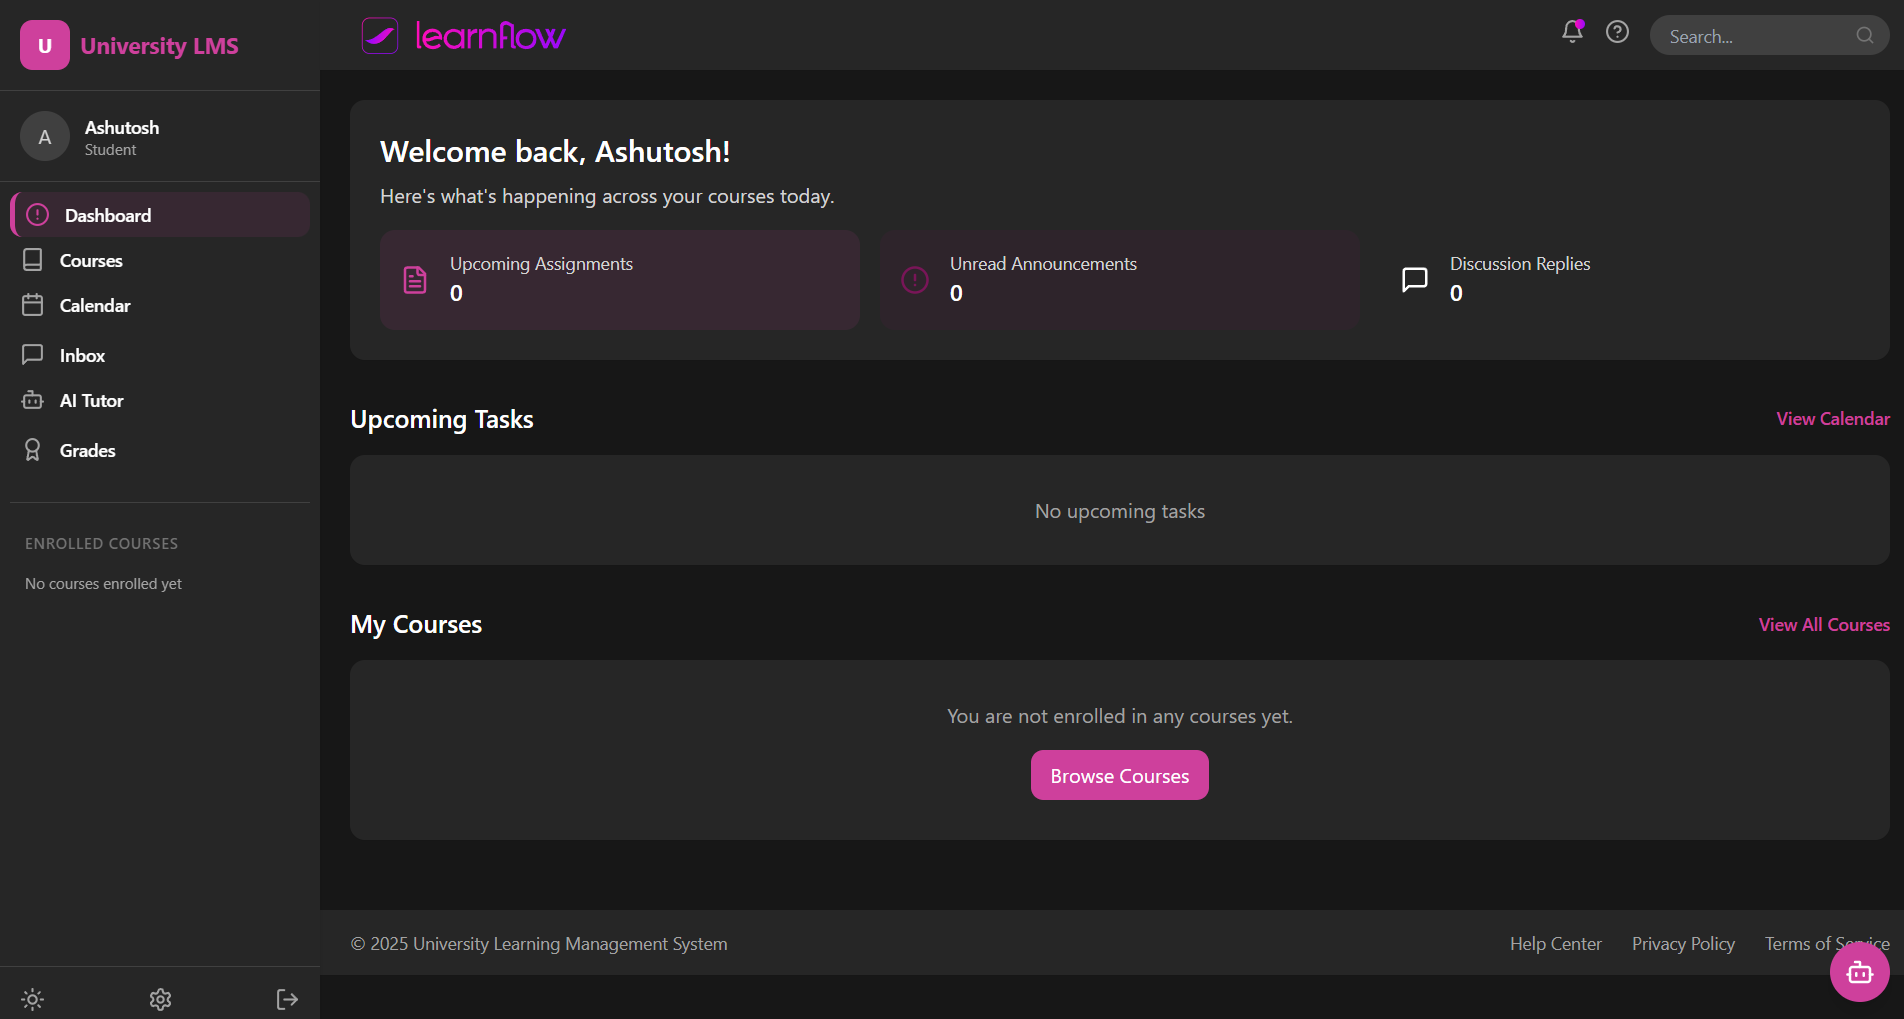 U University LMS
learnflow
Search...
A
Ashutosh
Student
Dashboard
Courses
Calendar
Inbox
AI Tutor
Grades
ENROLLED COURSES
No courses enrolled yet
Welcome back, Ashutosh!
Here's what's happening across your courses today.
Upcoming Assignments
0
Unread Announcements
0
Discussion Replies
0
Upcoming Tasks
View Calendar
No upcoming tasks
My Courses
View All Courses
You are not enrolled in any courses yet.
Browse Courses
© 2025 University Learning Management System
Help Center
Privacy Policy
Terms of Service